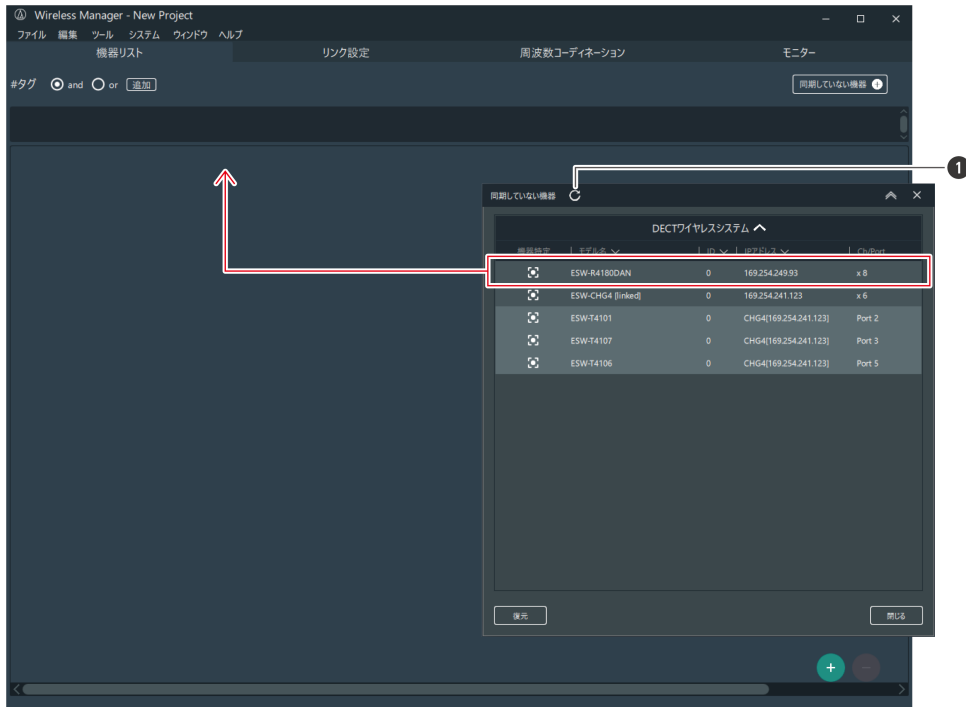 Wireless Manager - New Project
ファイル 編集 ツール システム ウィンドウ ヘルプ
機器リスト リンク設定 周波数コーディネーション モニター
#タグ and or 追加 同期していない機器
1
同期していない機器
DECTワイヤレスシステム
機器特定 モデル名 ID IPアドレス Ch/Port
ESW-R4180DAN 0 169.254.249.93 x 8
ESW-CHG4 [linked] 0 169.254.241.123 x 6
ESW-T4101 0 CHG4[169.254.241.123] Port 2
ESW-T4107 0 CHG4[169.254.241.123] Port 3
ESW-T4106 0 CHG4[169.254.241.123] Port 5
復元 閉じる